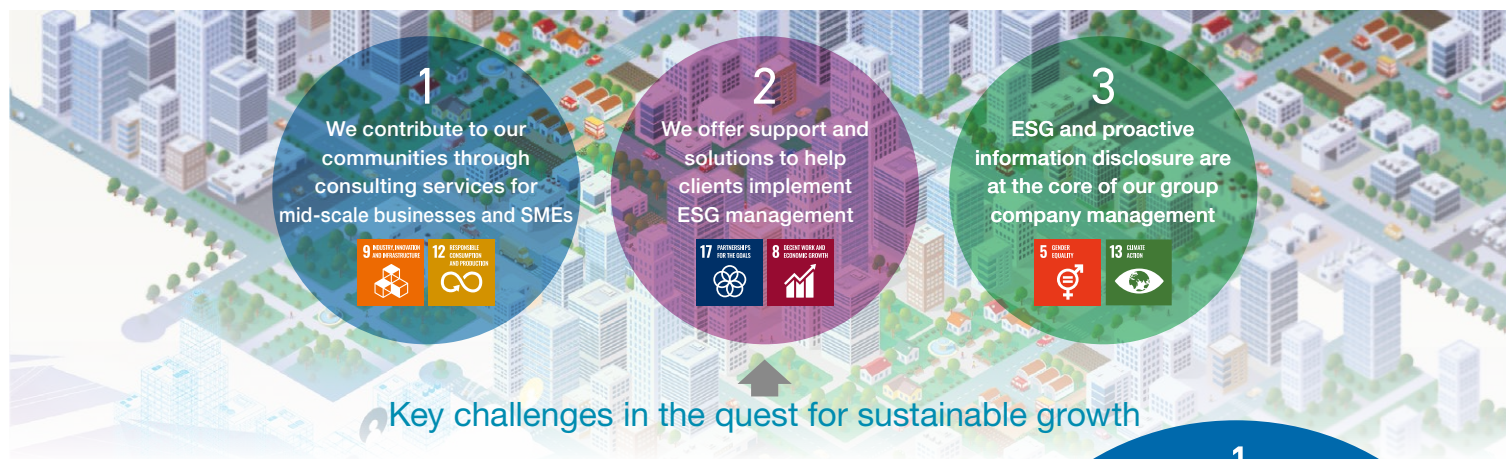 1
We contribute to our
communities through
consulting services for
mid-scale businesses and SMEs
9 INDUSTRY, INNOVATION
AND INFRASTRUCTURE
12 RESPONSIBLE
CONSUMPTION
AND PRODUCTION
2
We offer support and
solutions to help
clients implement
ESG management
17 PARTNERSHIPS
FOR THE GOALS
8 DECENT WORK AND
ECONOMIC GROWTH
3
ESG and proactive
information disclosure are
at the core of our group
company management
5 GENDER
EQUALITY
13 CLIMATE
ACTION
Key challenges in the quest for sustainable growth
1